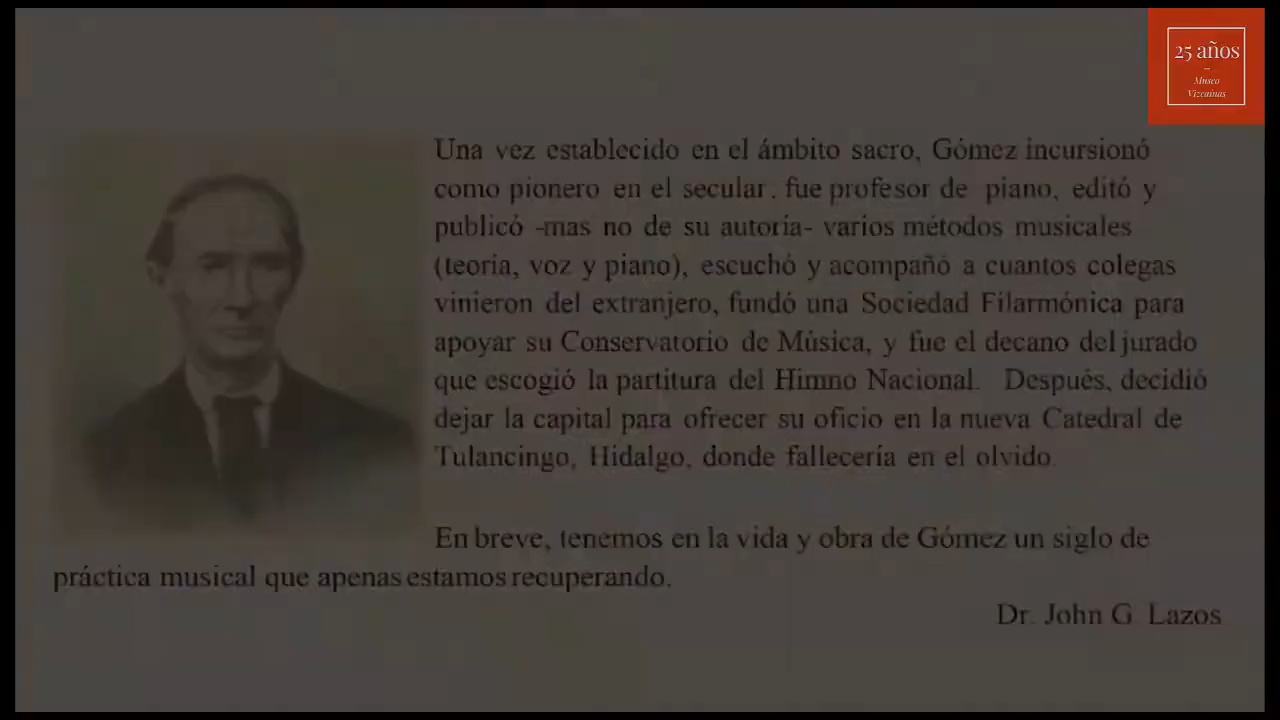 25 años
–
Museo
Vizcaínas
Una vez establecido en el ámbito sacro, Gómez incursionó
como pionero en el secular: fue profesor de piano, editó y
publicó -mas no de su autoría- varios métodos musicales
(teoría, voz y piano), escuchó y acompañó a cuantos colegas
vinieron del extranjero, fundó una Sociedad Filarmónica para
apoyar su Conservatorio de Música, y fue el decano del jurado
que escogió la partitura del Himno Nacional. Después, decidió
dejar la capital para ofrecer su oficio en la nueva Catedral de
Tulancingo, Hidalgo, donde fallecería en el olvido.
En breve, tenemos en la vida y obra de Gómez un siglo de
práctica musical que apenas estamos recuperando.
Dr. John G. Lazos